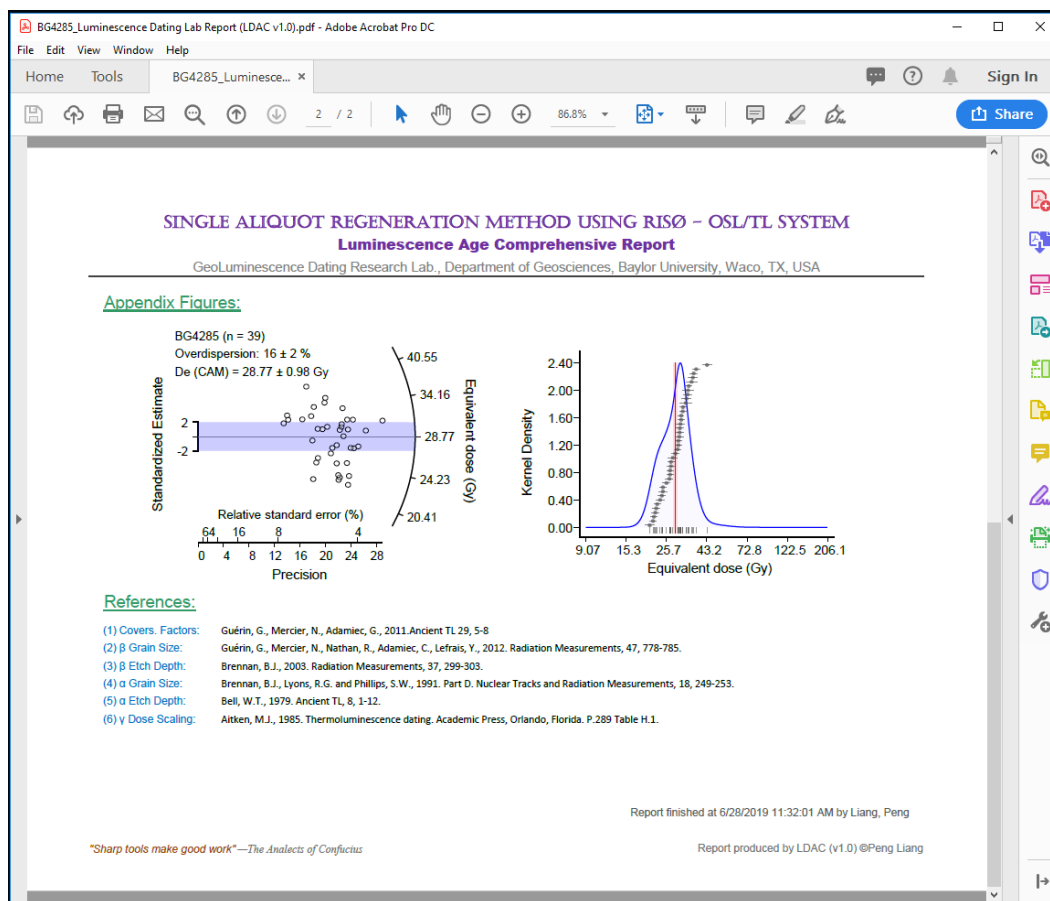 BG4285_Luminescence Dating Lab Report (LDAC v1.0).pdf - Adobe Acrobat Pro DC
File Edit View Window Help
Home Tools BG4285_Luminesce... × Sign In
2 / 2 86.8% Share
SINGLE ALIQUOT REGENERATION METHOD USING RISØ – OSL/TL SYSTEM
Luminescence Age Comprehensive Report
GeoLuminescence Dating Research Lab., Department of Geosciences, Baylor University, Waco, TX, USA
Appendix Figures:
BG4285 (n = 39)
Overdispersion: 16 ± 2 %
De (CAM) = 28.77 ± 0.98 Gy
Standardized Estimate
2
-2
40.55
34.16
28.77
24.23
20.41
Equivalent dose (Gy)
Relative standard error (%)
64 16 8 4
0 4 8 12 16 20 24 28
Precision
Kernel Density
2.40
2.00
1.60
1.20
0.80
0.40
0.00
9.07 15.3 25.7 43.2 72.8 122.5 206.1
Equivalent dose (Gy)
References:
(1) Covers. Factors: Guérin, G., Mercier, N., Adamiec, G., 2011.Ancient TL 29, 5-8
(2) β Grain Size: Guérin, G., Mercier, N., Nathan, R., Adamiec, C., Lefrais, Y., 2012. Radiation Measurements, 47, 778-785.
(3) β Etch Depth: Brennan, B.J., 2003. Radiation Measurements, 37, 299-303.
(4) α Grain Size: Brennan, B.J., Lyons, R.G. and Phillips, S.W., 1991. Part D. Nuclear Tracks and Radiation Measurements, 18, 249-253.
(5) α Etch Depth: Bell, W.T., 1979. Ancient TL, 8, 1-12.
(6) γ Dose Scaling: Aitken, M.J., 1985. Thermoluminescence dating. Academic Press, Orlando, Florida. P.289 Table H.1.
Report finished at 6/28/2019 11:32:01 AM by Liang, Peng
"Sharp tools make good work"—The Analects of Confucius
Report produced by LDAC (v1.0) ©Peng Liang